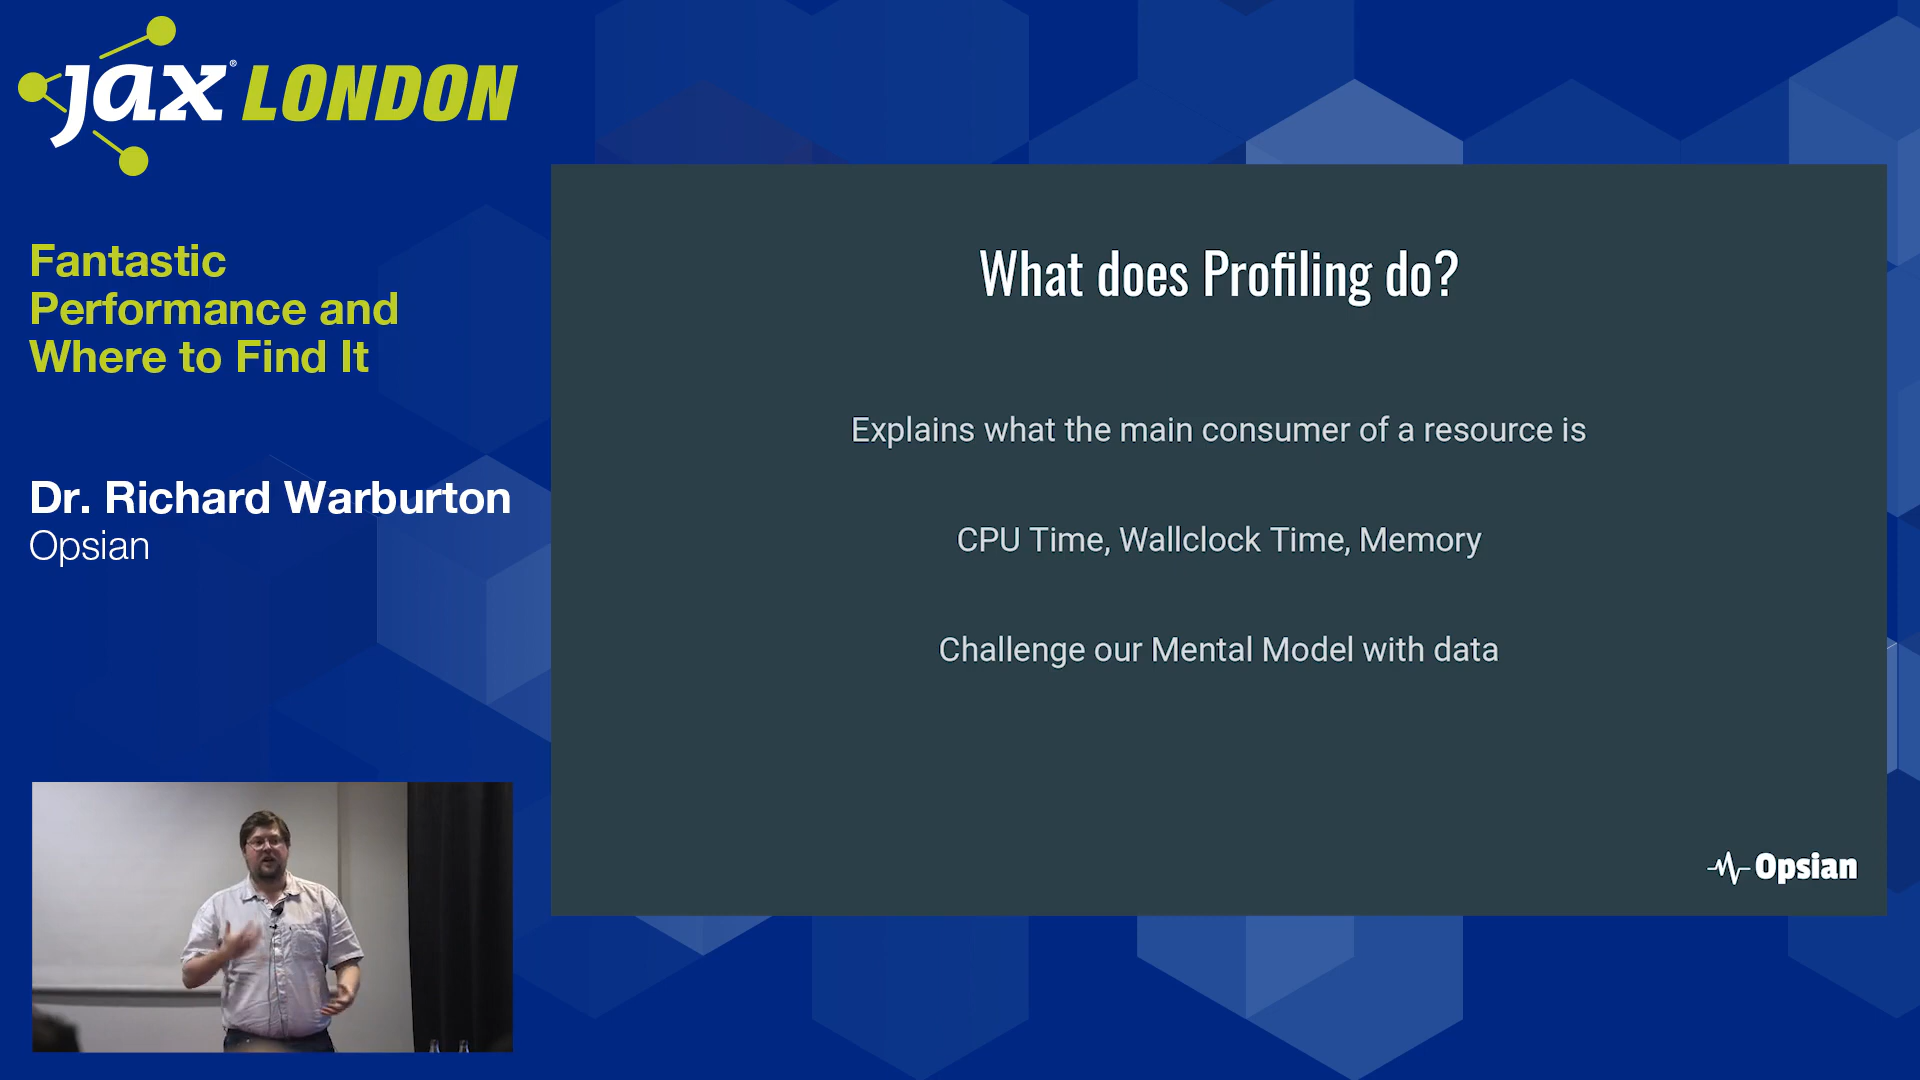 jax® LONDON
Fantastic
Performance and
Where to Find It
Dr. Richard Warburton
Opsian
What does Profiling do?
Explains what the main consumer of a resource is
CPU Time, Wallclock Time, Memory
Challenge our Mental Model with data
Opsian